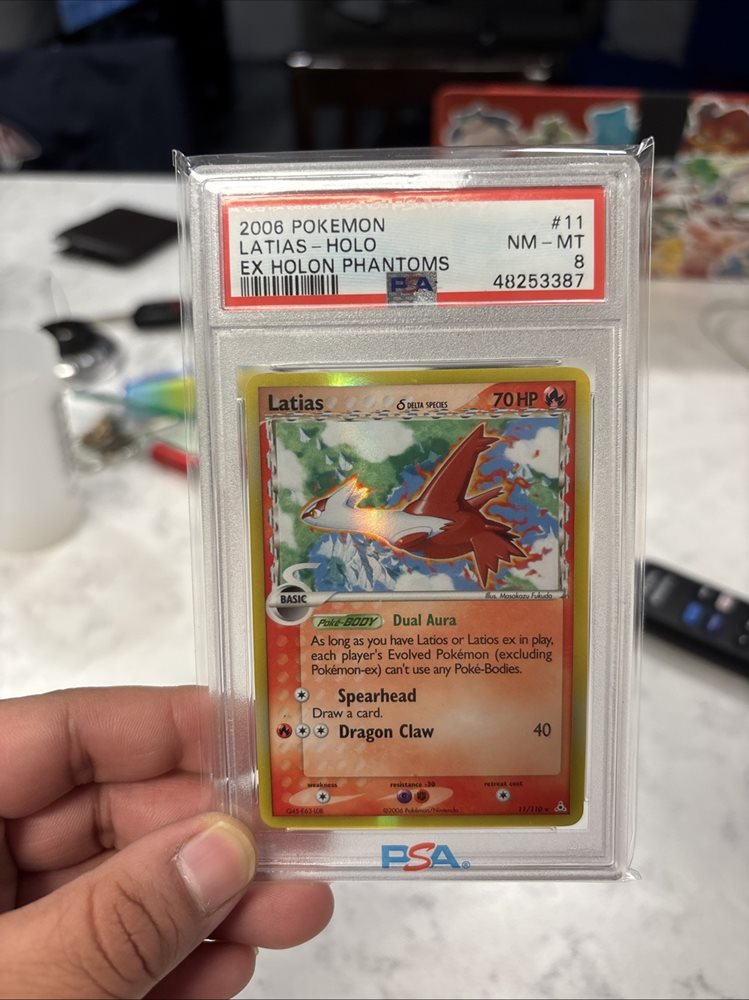 2006 POKEMON #11
LATIAS-HOLO NM-MT
EX HOLON PHANTOMS 8
PSA 48253387
Latias δ DELTA SPECIES 70 HP
BASIC
Illus. Masakazu Fukuda
Poké-BODY Dual Aura
As long as you have Latios or Latios ex in play,
each player's Evolved Pokémon (excluding
Pokémon-ex) can't use any Poké-Bodies.
Spearhead
Draw a card.
Dragon Claw 40
weakness resistance -30 retreat cost
©2006 Pokémon/Nintendo 11/110 ★
PSA®